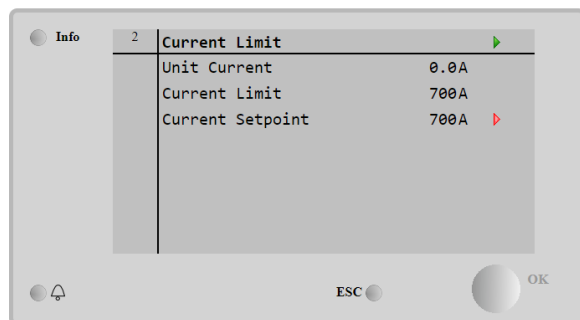 Info
2 Current Limit
Unit Current 0.0A
Current Limit 700A
Current Setpoint 700A
ESC
OK